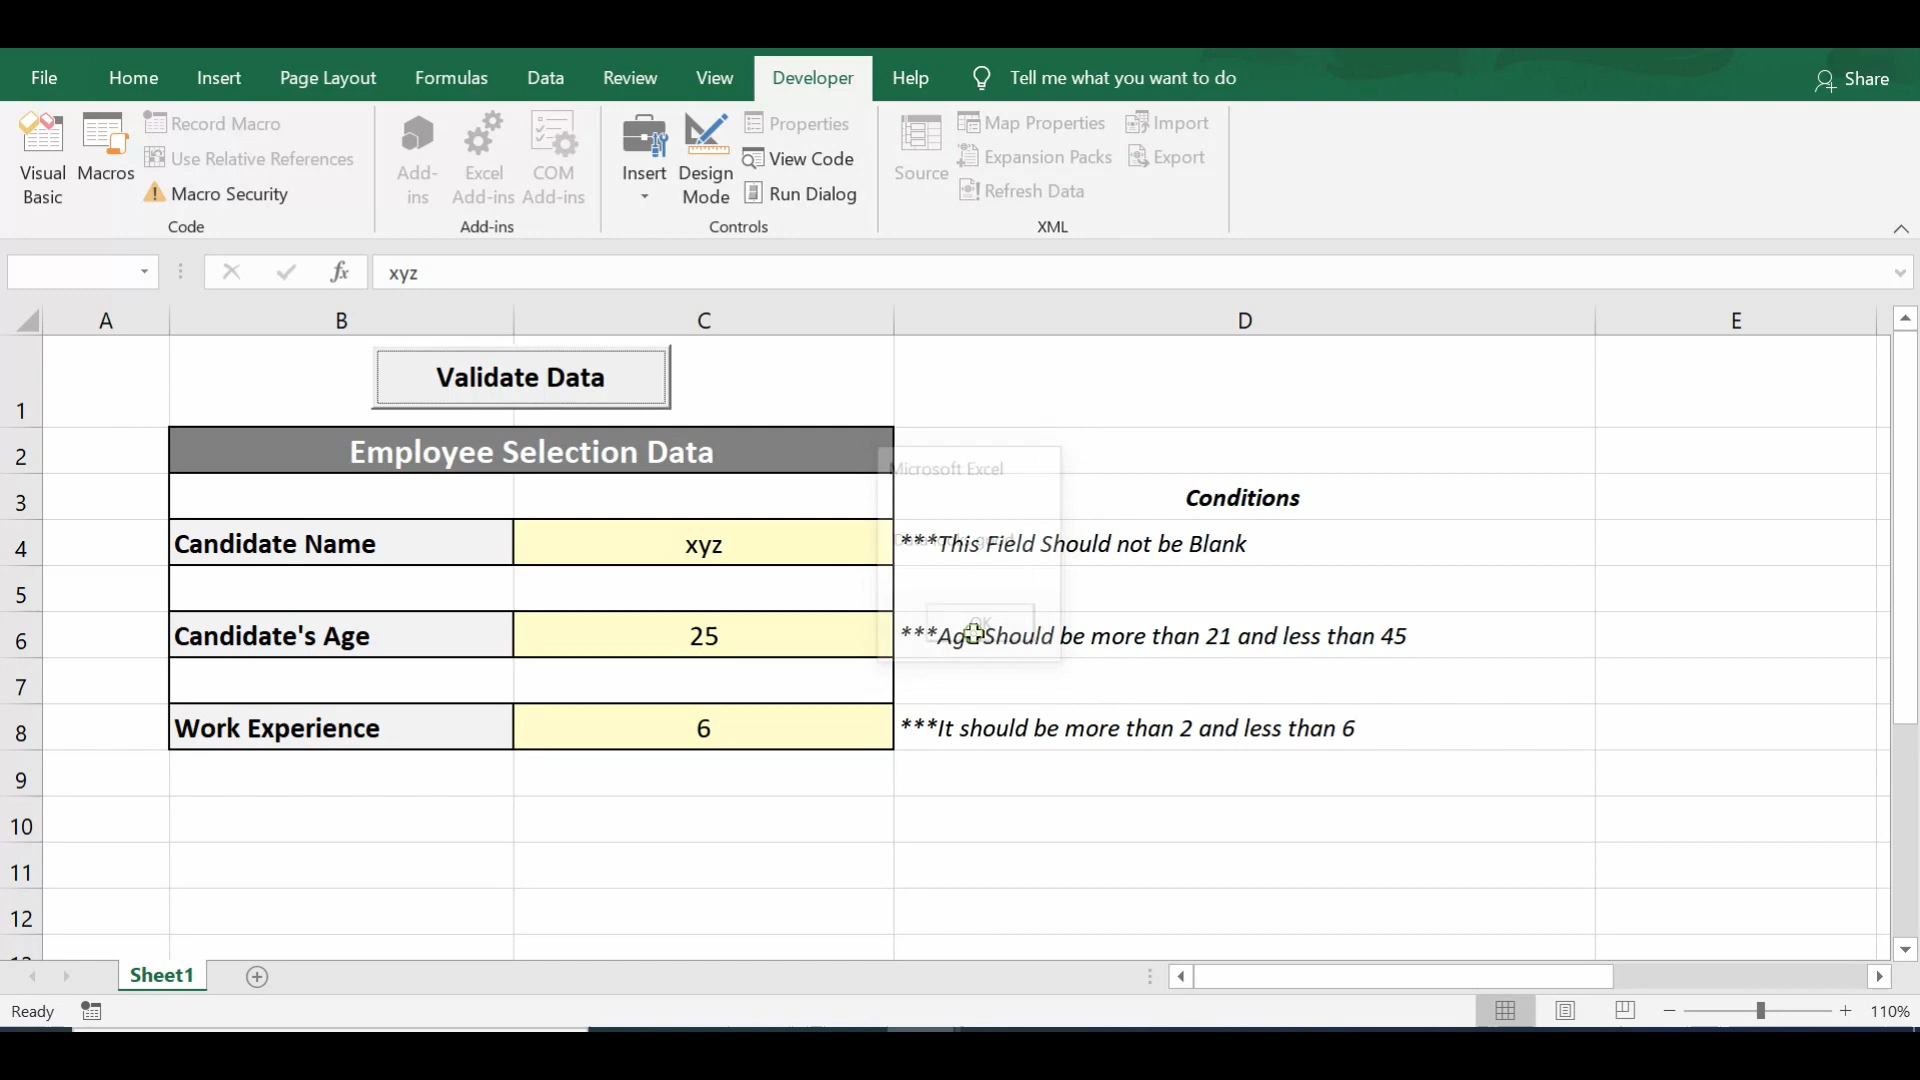 File Home Insert Page Layout Formulas Data Review View Developer Help Tell me what you want to do Share
Visual Basic
Macros
Record Macro
Use Relative References
Macro Security
Code
Add-ins
Excel Add-ins
COM Add-ins
Add-ins
Insert
Design Mode
Properties
View Code
Run Dialog
Controls
Source
Map Properties
Expansion Packs
Refresh Data
Import
Export
XML
fx xyz
A B C D E
Validate Data
1
2 Employee Selection Data
Microsoft Excel
3 Conditions
4 Candidate Name xyz ***This Field Should not be Blank
5
OK
6 Candidate's Age 25 ***Age Should be more than 21 and less than 45
7
8 Work Experience 6 ***It should be more than 2 and less than 6
9
10
11
12
Sheet1
Ready
110%